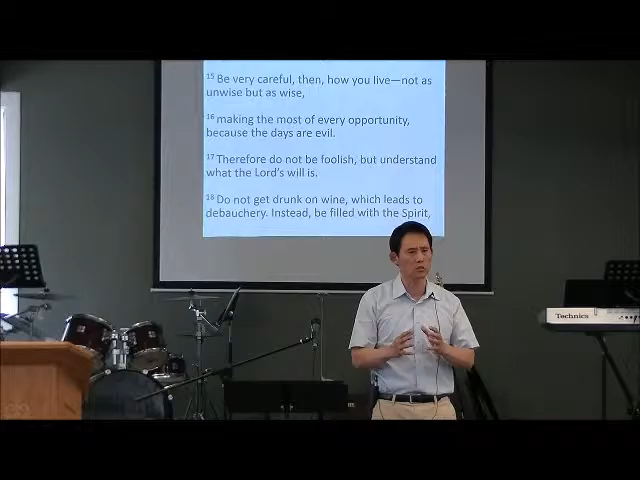 15 Be very careful, then, how you live—not as
unwise but as wise,
16 making the most of every opportunity,
because the days are evil.
17 Therefore do not be foolish, but understand
what the Lord's will is.
18 Do not get drunk on wine, which leads to
debauchery. Instead, be filled with the Spirit,
Technics